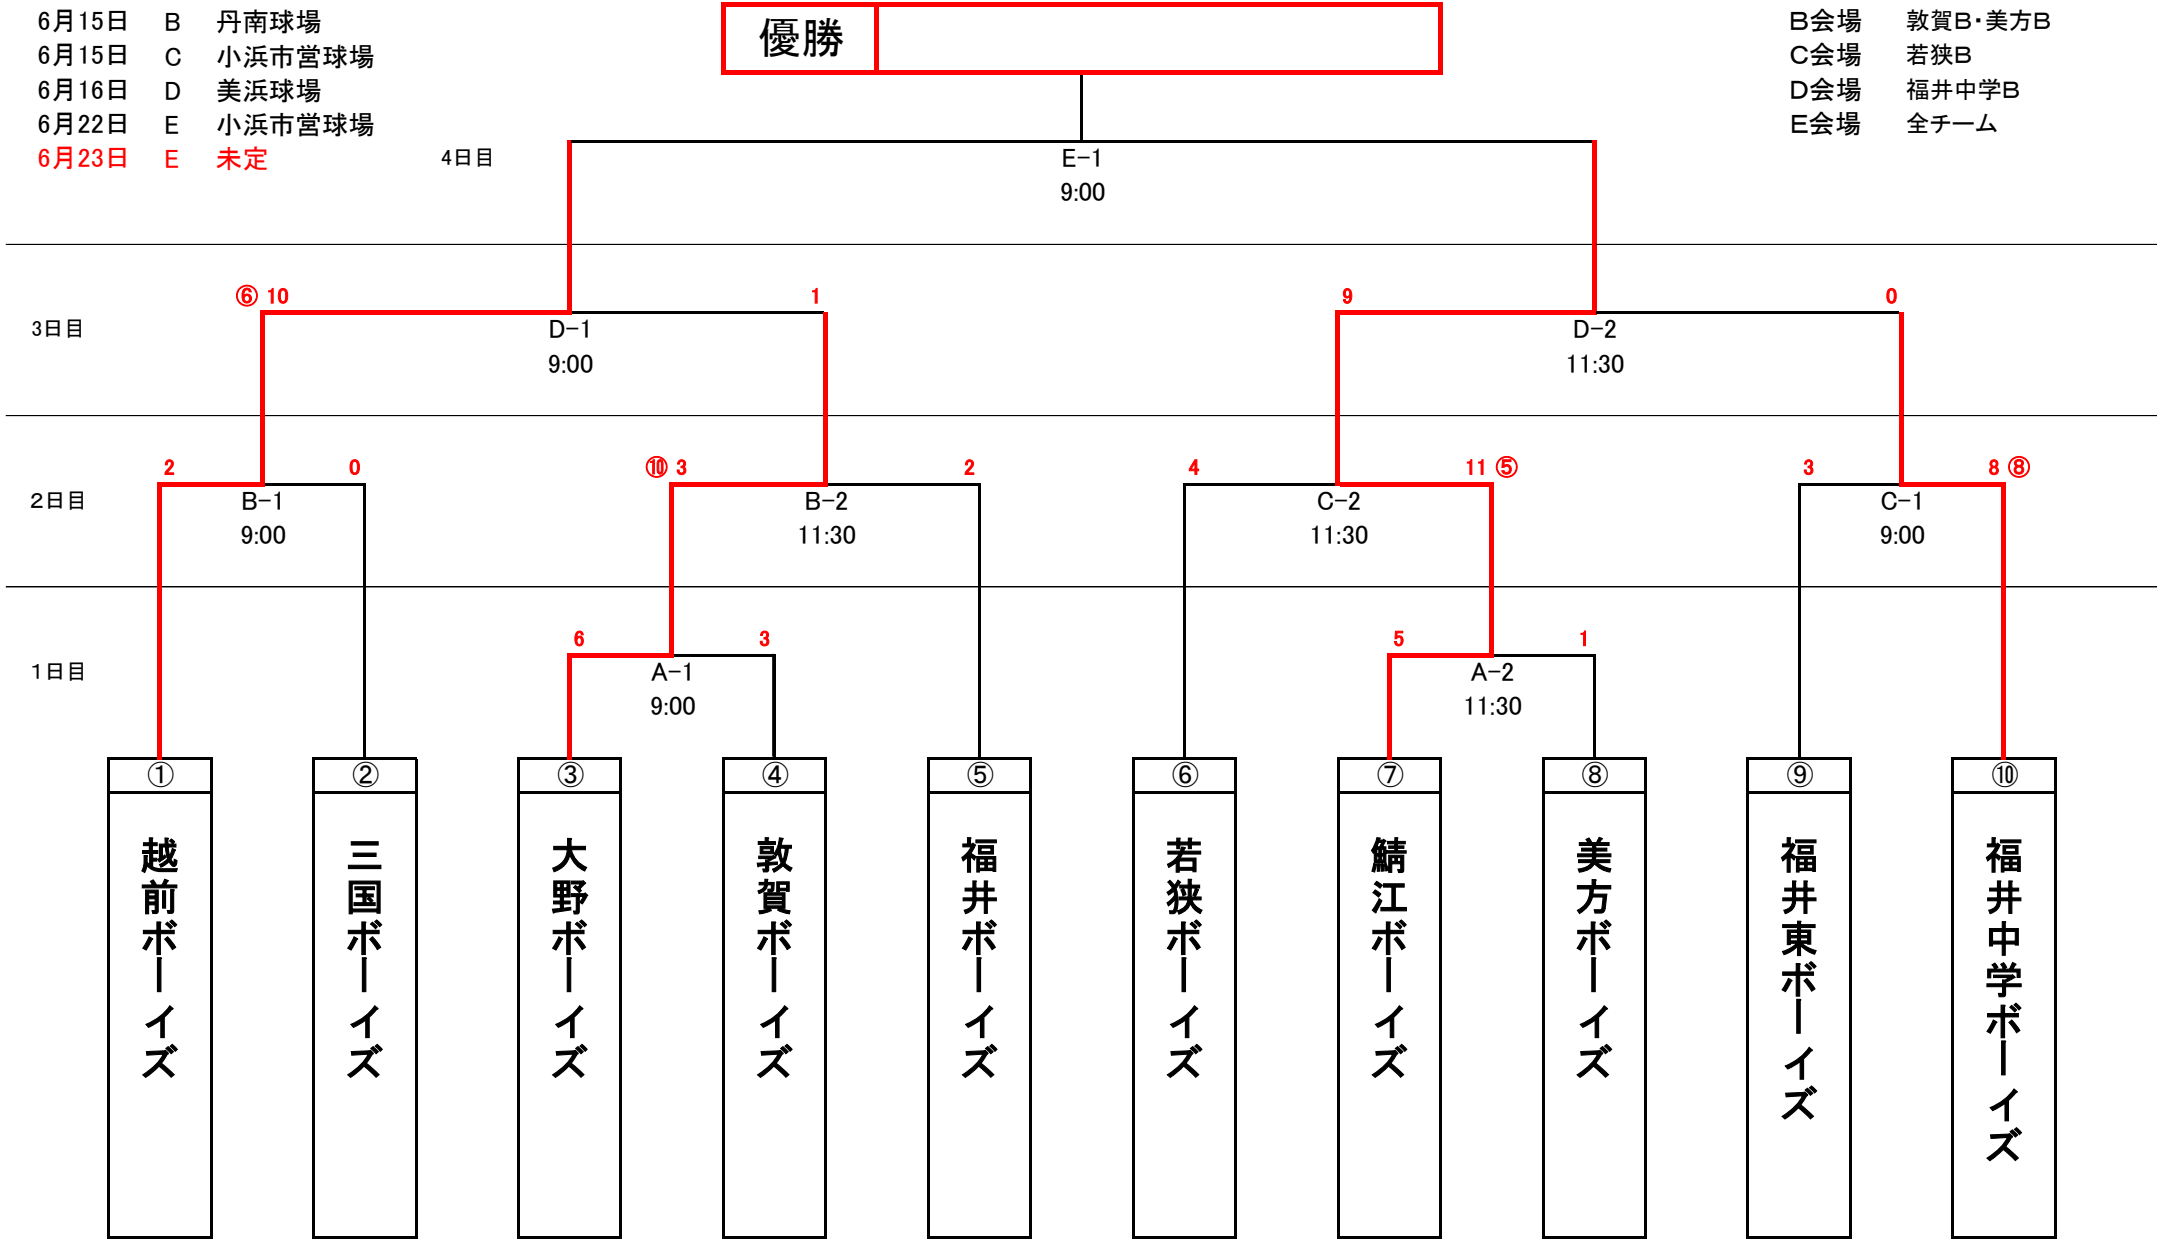 6月15日 B 丹南球場
6月15日 C 小浜市営球場
6月16日 D 美浜球場
6月22日 E 小浜市営球場
6月23日 E 未定
優勝
B会場 敦賀B・美方B
C会場 若狭B
D会場 福井中学B
E会場 全チーム
4日目
E-1
9:00
⑥ 10 1 9 0
3日目
D-1 D-2
9:00 11:30
2 0 ⑩ 3 2 4 11 ⑤ 3 8 ⑧
2日目
B-1 B-2 C-2 C-1
9:00 11:30 11:30 9:00
6 3 5 1
1日目
A-1 A-2
9:00 11:30
① ② ③ ④ ⑤ ⑥ ⑦ ⑧ ⑨ ⑩
越前ボーイズ
三国ボーイズ
大野ボーイズ
敦賀ボーイズ
福井ボーイズ
若狭ボーイズ
鯖江ボーイズ
美方ボーイズ
福井東ボーイズ
福井中学ボーイズ